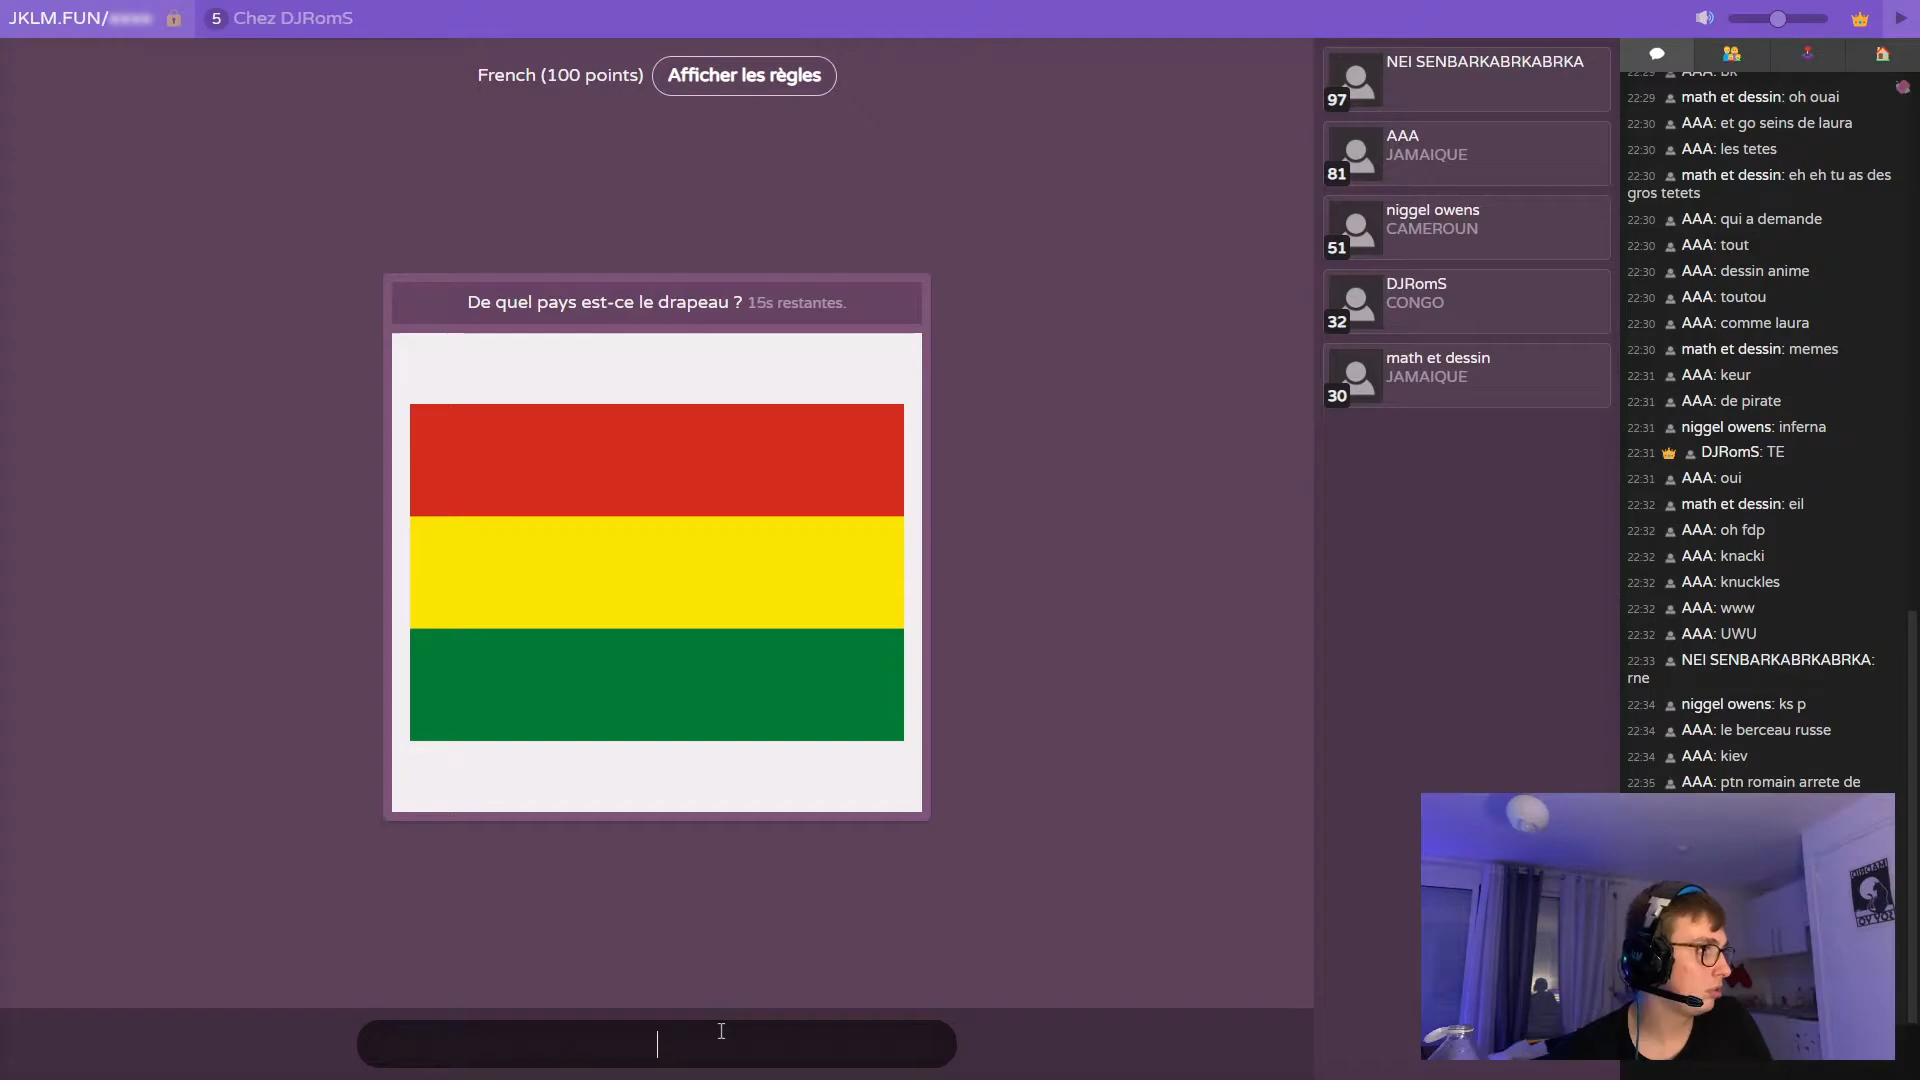 JKLM.FUN/
5 Chez DJRomS
French (100 points) Afficher les règles
De quel pays est-ce le drapeau ? 15s restantes.
NEI SENBARKABRKABRKA
97
AAA
JAMAIQUE
81
niggel owens
CAMEROUN
51
DJRomS
CONGO
32
math et dessin
JAMAIQUE
30
22:29 AAA: BR
22:29 math et dessin: oh ouai
22:30 AAA: et go seins de laura
22:30 AAA: les tetes
22:30 math et dessin: eh eh tu as des
gros tetets
22:30 AAA: qui a demande
22:30 AAA: tout
22:30 AAA: dessin anime
22:30 AAA: toutou
22:30 AAA: comme laura
22:30 math et dessin: memes
22:31 AAA: keur
22:31 AAA: de pirate
22:31 niggel owens: inferna
22:31 DJRomS: TE
22:31 AAA: oui
22:32 math et dessin: eil
22:32 AAA: oh fdp
22:32 AAA: knacki
22:32 AAA: knuckles
22:32 AAA: www
22:32 AAA: UWU
22:33 NEI SENBARKABRKABRKA:
rne
22:34 niggel owens: ks p
22:34 AAA: le berceau russe
22:34 AAA: kiev
22:35 AAA: ptn romain arrete de